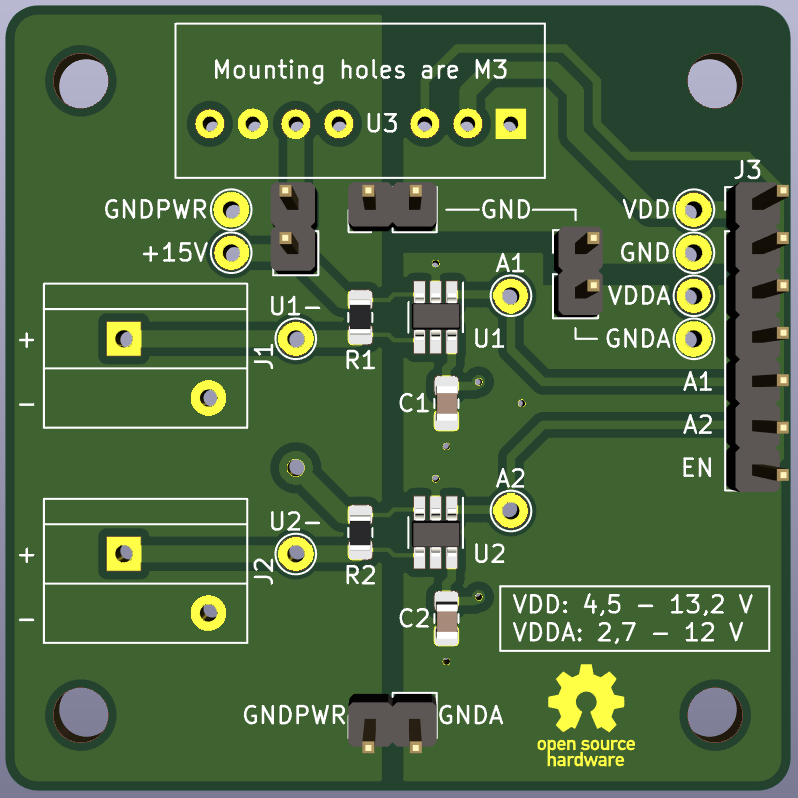 Mounting holes are M3
U3
J3
GNDPWR
GND
VDD
+15V
A1
GND
U1-
VDDA
+
J1
R1
U1
GNDA
-
C1
A1
A2
A2
EN
U2-
+
J2
R2
U2
-
C2
VDD: 4,5 - 13,2 V
VDDA: 2,7 - 12 V
GNDPWR
GNDA
open source
hardware